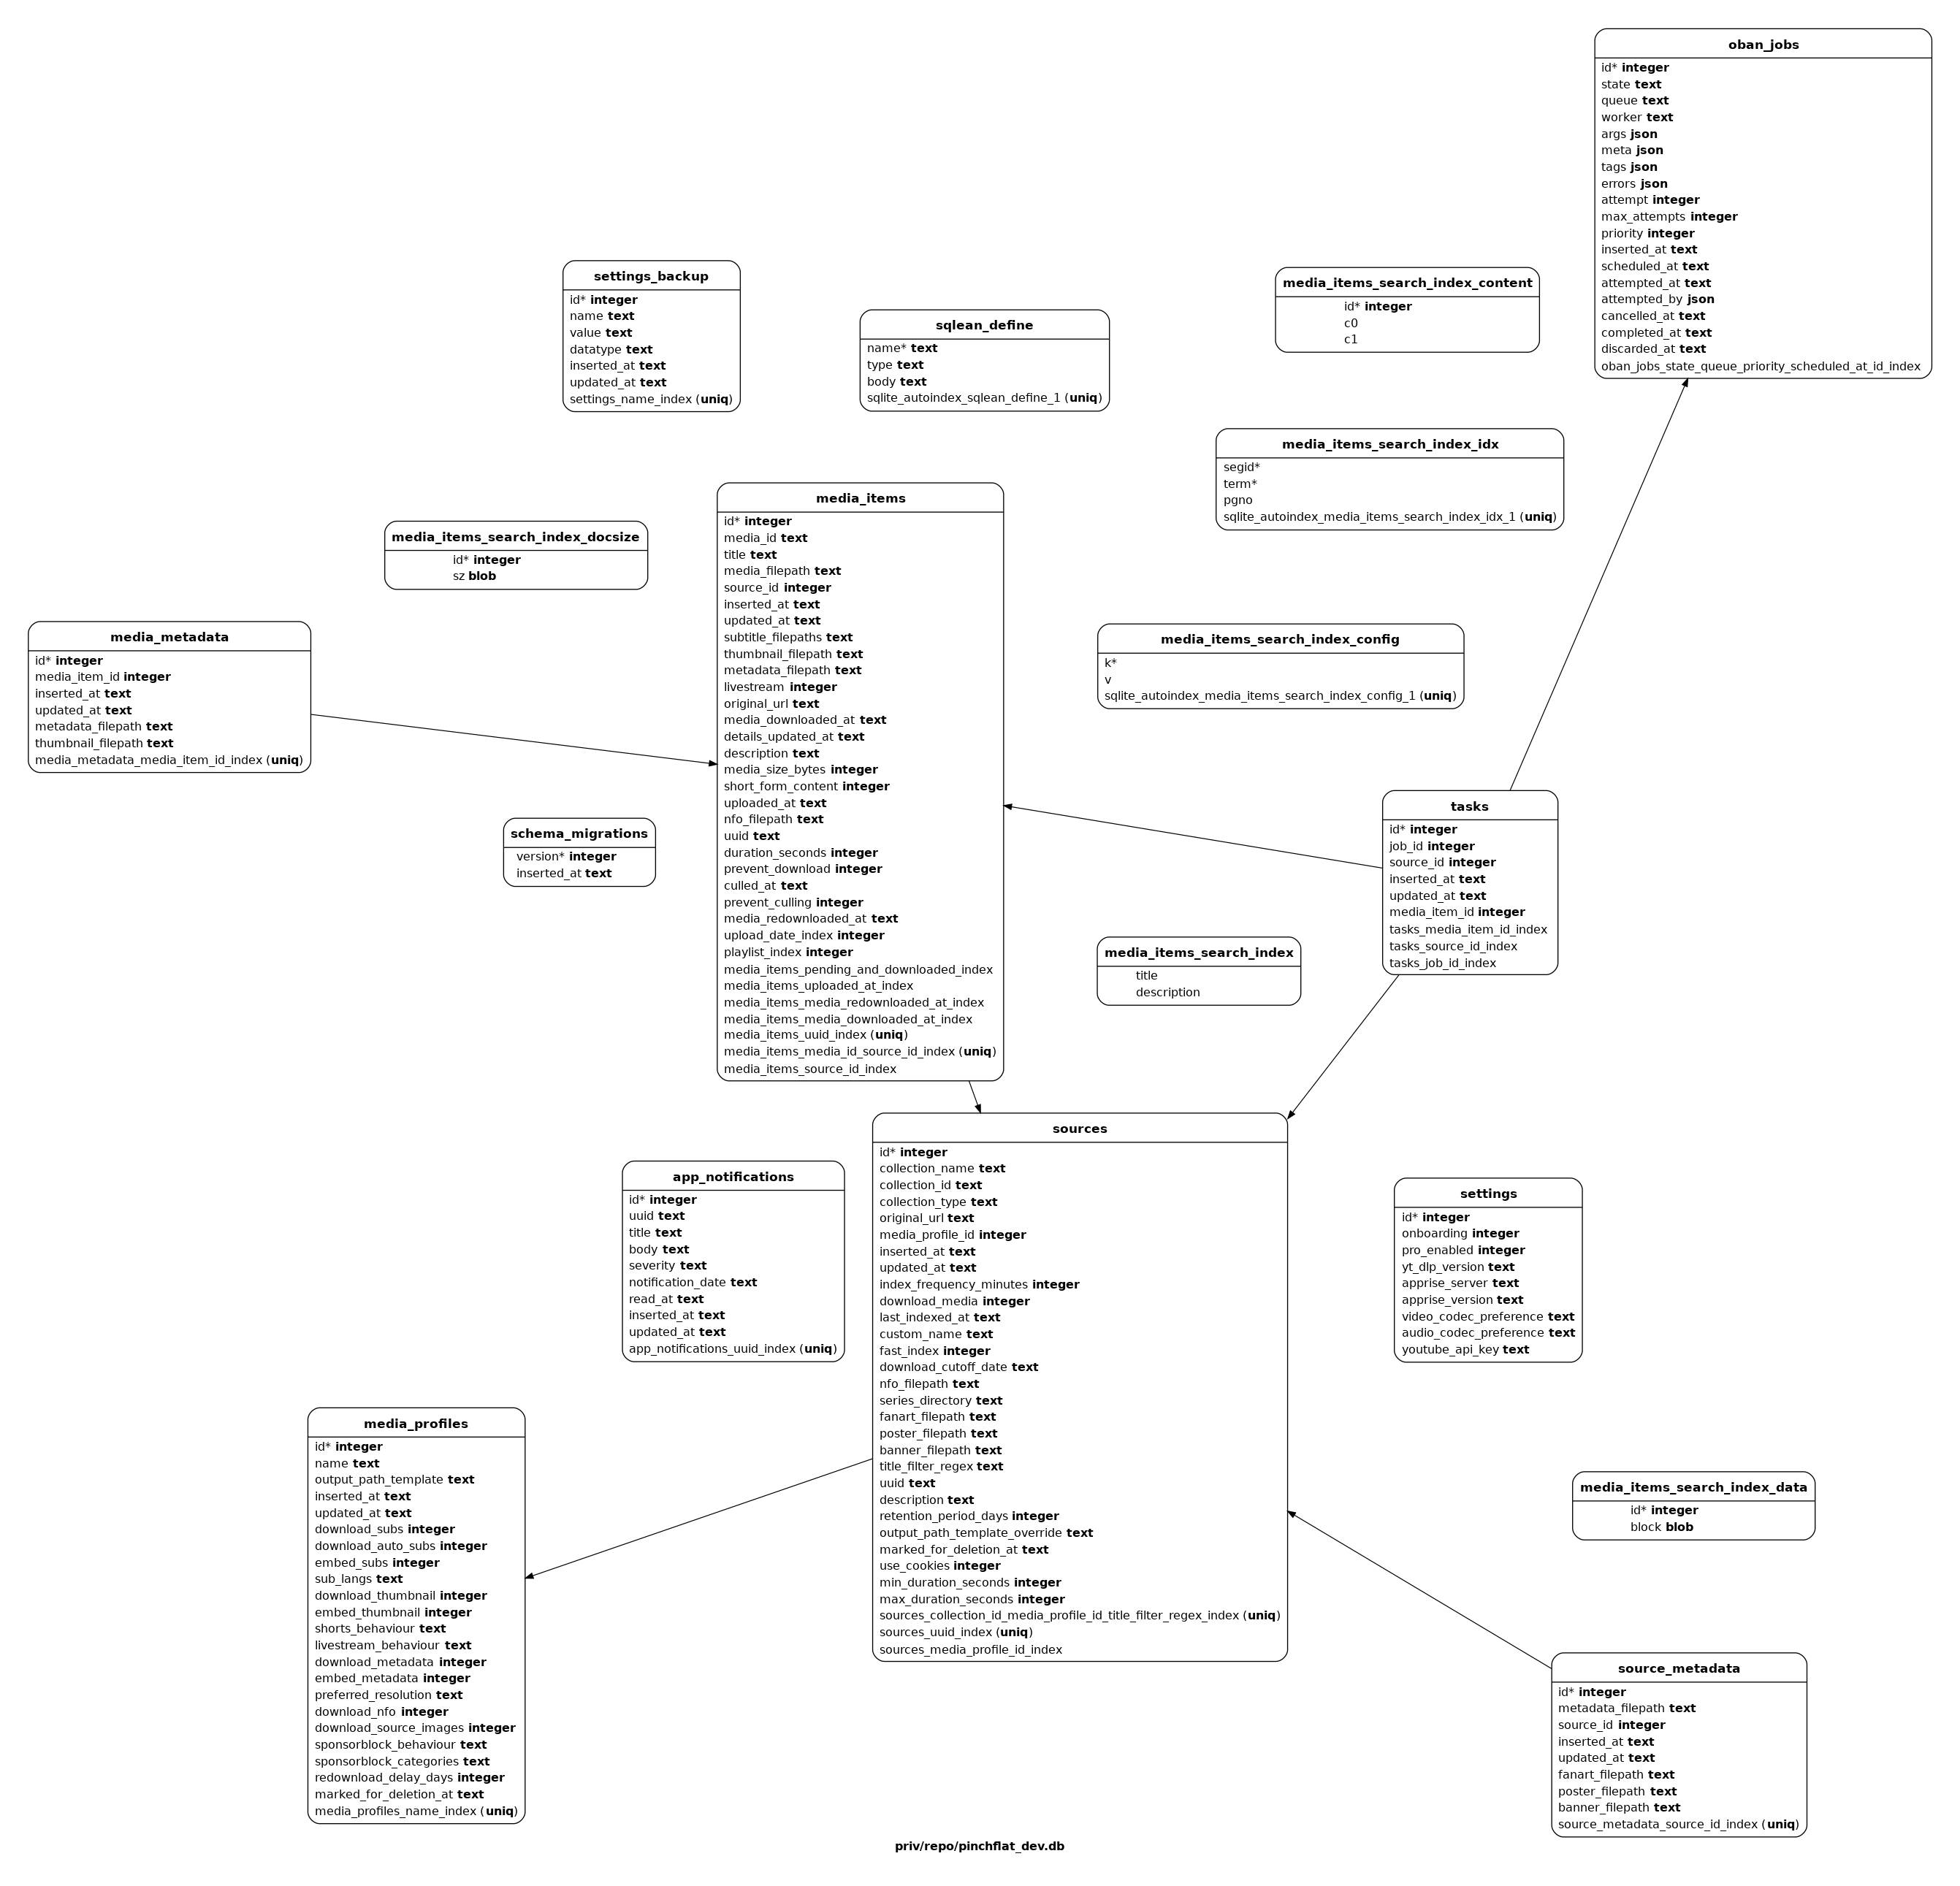 oban_jobs
id* integer
state text
queue text
worker text
args json
meta json
tags json
errors json
attempt integer
max_attempts integer
priority integer
inserted_at text
scheduled_at text
attempted_at text
attempted_by json
cancelled_at text
completed_at text
discarded_at text
oban_jobs_state_queue_priority_scheduled_at_id_index
settings_backup
id* integer
name text
value text
datatype text
inserted_at text
updated_at text
settings_name_index (uniq)
sqlean_define
name* text
type text
body text
sqlite_autoindex_sqlean_define_1 (uniq)
media_items_search_index_content
id* integer
c0
c1
media_items_search_index_idx
segid*
term*
pgno
sqlite_autoindex_media_items_search_index_idx_1 (uniq)
media_items
id* integer
media_id text
title text
media_filepath text
source_id integer
inserted_at text
updated_at text
subtitle_filepaths text
thumbnail_filepath text
metadata_filepath text
livestream integer
original_url text
media_downloaded_at text
details_updated_at text
description text
media_size_bytes integer
short_form_content integer
uploaded_at text
nfo_filepath text
uuid text
duration_seconds integer
prevent_download integer
culled_at text
prevent_culling integer
media_redownloaded_at text
upload_date_index integer
playlist_index integer
media_items_pending_and_downloaded_index
media_items_uploaded_at_index
media_items_media_redownloaded_at_index
media_items_media_downloaded_at_index
media_items_uuid_index (uniq)
media_items_media_id_source_id_index (uniq)
media_items_source_id_index
media_items_search_index_docsize
id* integer
sz blob
media_metadata
id* integer
media_item_id integer
inserted_at text
updated_at text
metadata_filepath text
thumbnail_filepath text
media_metadata_media_item_id_index (uniq)
media_items_search_index_config
k*
v
sqlite_autoindex_media_items_search_index_config_1 (uniq)
schema_migrations
version* integer
inserted_at text
tasks
id* integer
job_id integer
source_id integer
inserted_at text
updated_at text
media_item_id integer
tasks_media_item_id_index
tasks_source_id_index
tasks_job_id_index
media_items_search_index
title
description
sources
id* integer
collection_name text
collection_id text
collection_type text
original_url text
media_profile_id integer
inserted_at text
updated_at text
index_frequency_minutes integer
download_media integer
last_indexed_at text
custom_name text
fast_index integer
download_cutoff_date text
nfo_filepath text
series_directory text
fanart_filepath text
poster_filepath text
banner_filepath text
title_filter_regex text
uuid text
description text
retention_period_days integer
output_path_template_override text
marked_for_deletion_at text
use_cookies integer
min_duration_seconds integer
max_duration_seconds integer
sources_collection_id_media_profile_id_title_filter_regex_index (uniq)
sources_uuid_index (uniq)
sources_media_profile_id_index
app_notifications
id* integer
uuid text
title text
body text
severity text
notification_date text
read_at text
inserted_at text
updated_at text
app_notifications_uuid_index (uniq)
settings
id* integer
onboarding integer
pro_enabled integer
yt_dlp_version text
apprise_server text
apprise_version text
video_codec_preference text
audio_codec_preference text
youtube_api_key text
media_profiles
id* integer
name text
output_path_template text
inserted_at text
updated_at text
download_subs integer
download_auto_subs integer
embed_subs integer
sub_langs text
download_thumbnail integer
embed_thumbnail integer
shorts_behaviour text
livestream_behaviour text
download_metadata integer
embed_metadata integer
preferred_resolution text
download_nfo integer
download_source_images integer
sponsorblock_behaviour text
sponsorblock_categories text
redownload_delay_days integer
marked_for_deletion_at text
media_profiles_name_index (uniq)
media_items_search_index_data
id* integer
block blob
source_metadata
id* integer
metadata_filepath text
source_id integer
inserted_at text
updated_at text
fanart_filepath text
poster_filepath text
banner_filepath text
source_metadata_source_id_index (uniq)
priv/repo/pinchflat_dev.db